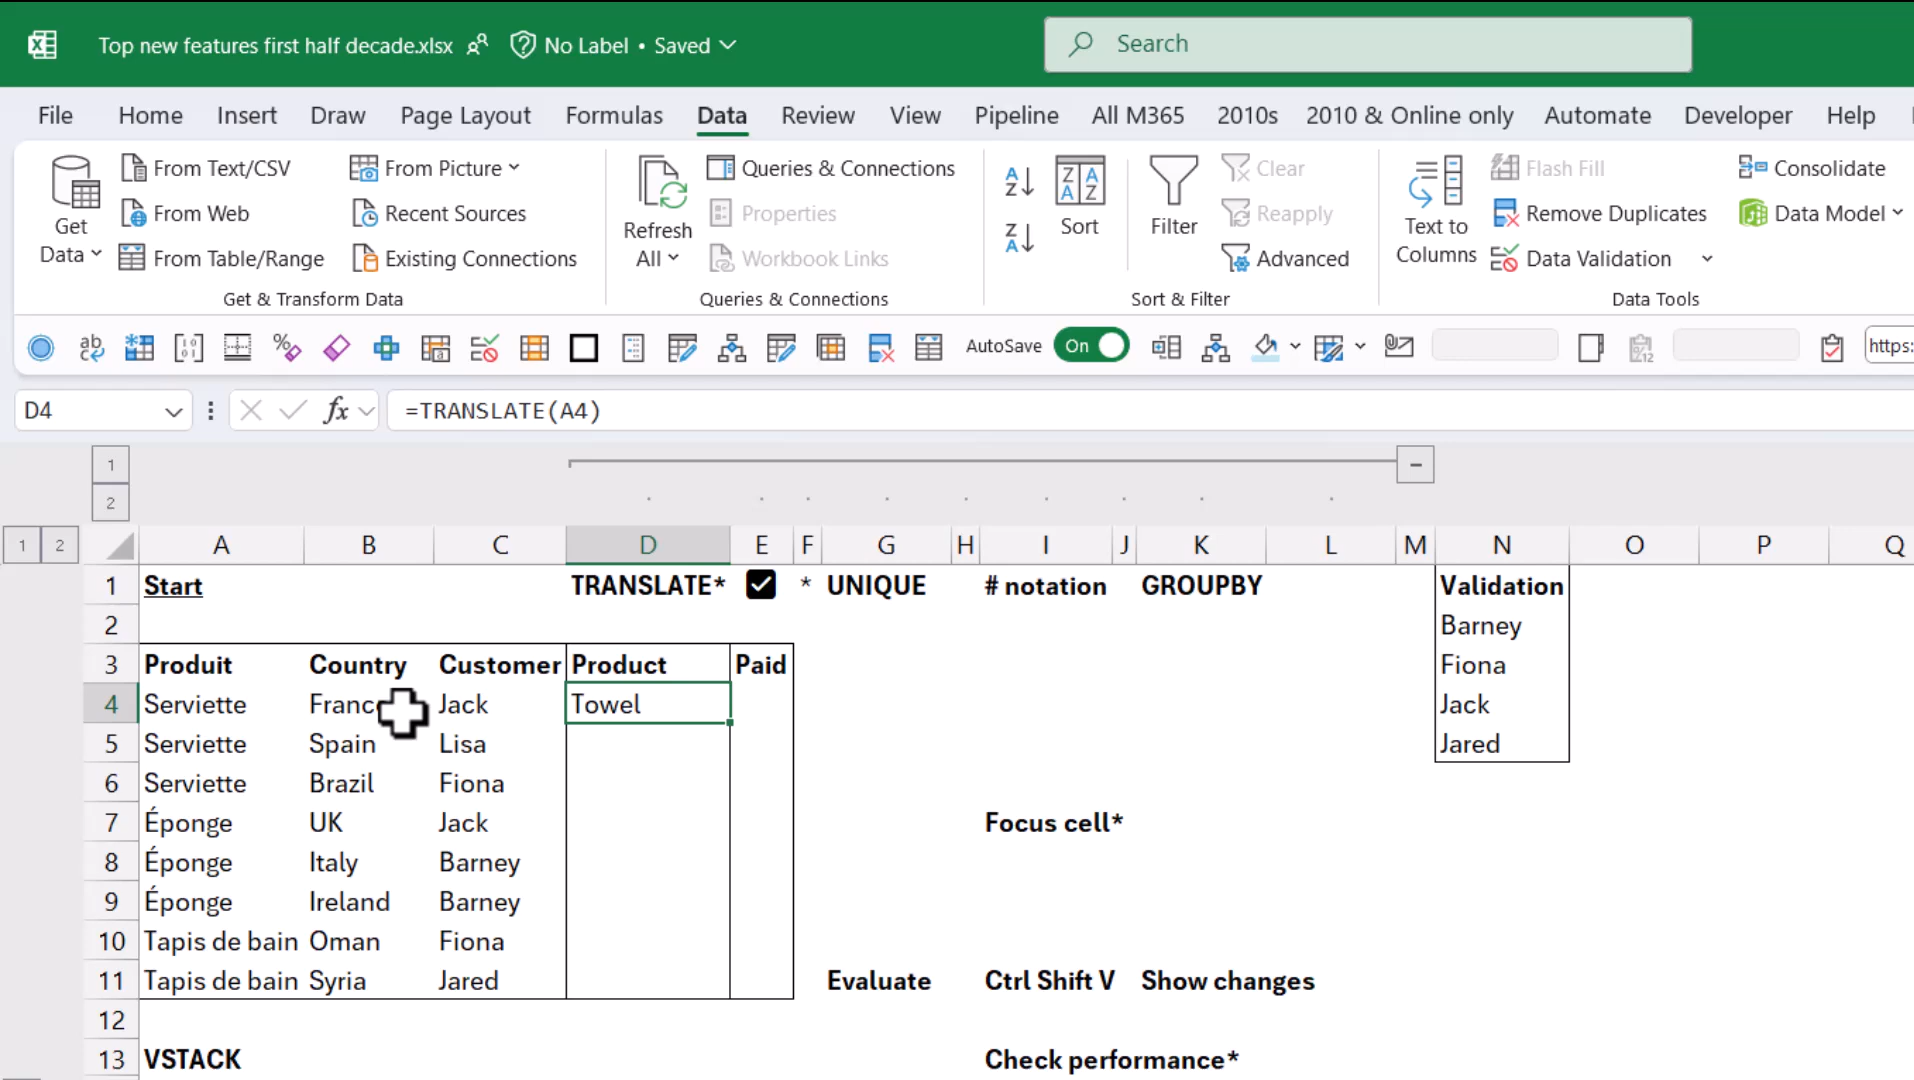 Top new features first half decade.xlsx No Label • Saved
Search
File Home Insert Draw Page Layout Formulas Data Review View Pipeline All M365 2010s 2010 & Online only Automate Developer Help
Get Data
From Text/CSV
From Web
From Table/Range
From Picture
Recent Sources
Existing Connections
Get & Transform Data
Refresh All
Queries & Connections
Properties
Workbook Links
Queries & Connections
Sort
Filter
Clear
Reapply
Advanced
Sort & Filter
Text to Columns
Flash Fill
Remove Duplicates
Data Validation
Consolidate
Data Model
Data Tools
AutoSave On https:
D4 fx =TRANSLATE(A4)
1
2
1 2 A B C D E F G H I J K L M N O P Q
1 Start TRANSLATE* * UNIQUE # notation GROUPBY Validation
2 Barney
3 Produit Country Customer Product Paid Fiona
4 Serviette Franc Jack Towel Jack
5 Serviette Spain Lisa Jared
6 Serviette Brazil Fiona
7 Éponge UK Jack Focus cell*
8 Éponge Italy Barney
9 Éponge Ireland Barney
10 Tapis de bain Oman Fiona
11 Tapis de bain Syria Jared Evaluate Ctrl Shift V Show changes
12
13 VSTACK Check performance*